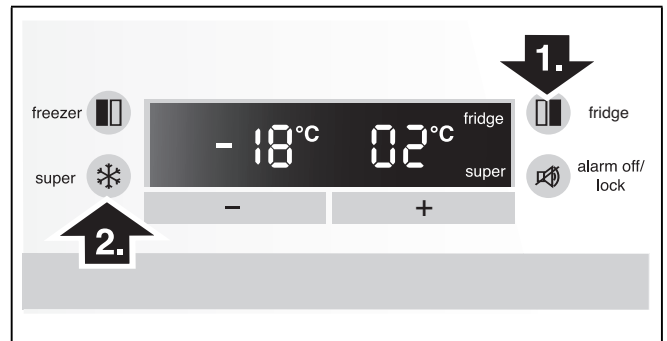 1.
freezer
fridge
-18°C 02°C
fridge
super
super
alarm off/
lock
- +
2.